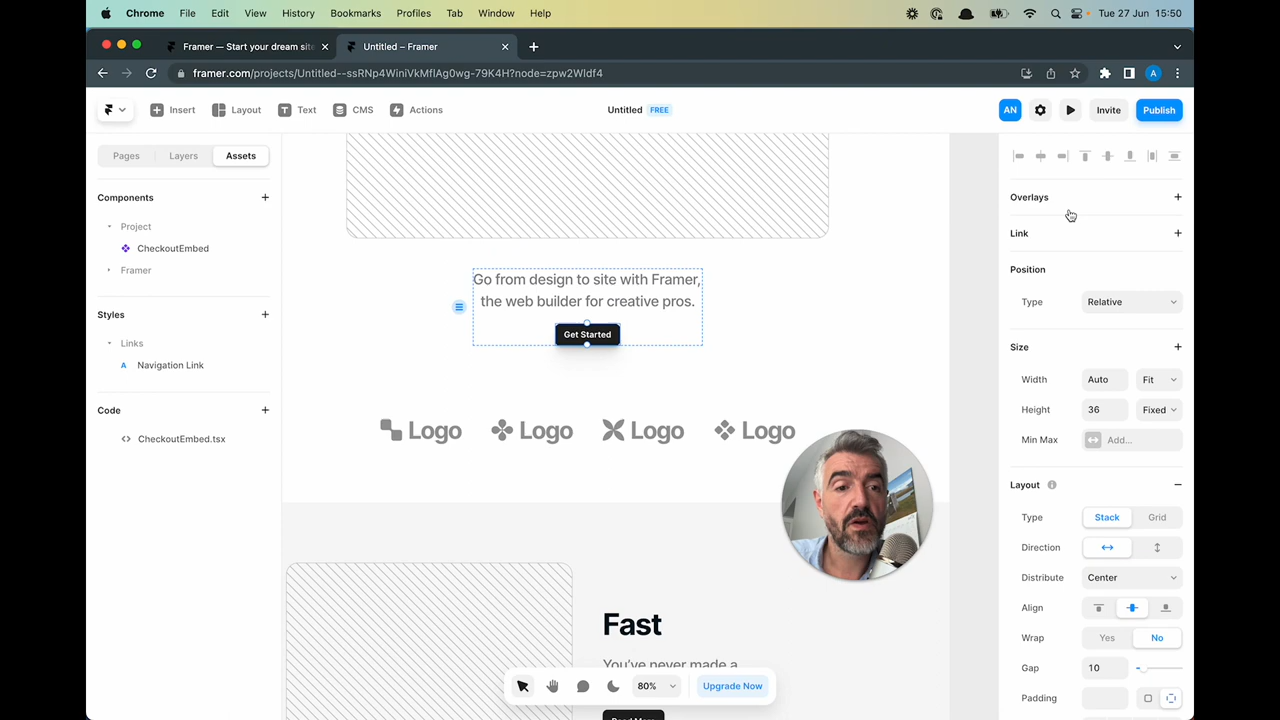 Chrome File Edit View History Bookmarks Profiles Tab Window Help Tue 27 Jun 15:50
Framer — Start your dream site Untitled – Framer
framer.com/projects/Untitled--ssRNp4WiniVkMflAg0wg-79K4H?node=zpw2WIdf4 A
Insert Layout Text CMS Actions Untitled FREE AN Invite Publish
Pages Layers Assets
Components
Project
CheckoutEmbed
Framer
Styles
Links
A Navigation Link
Code
CheckoutEmbed.tsx
Go from design to site with Framer,
the web builder for creative pros.
Get Started
Logo Logo Logo Logo
Fast
You've never made a
80% Upgrade Now
Read More
Overlays
Link
Position
Type Relative
Size
Width Auto Fit
Height 36 Fixed
Min Max Add...
Layout
Type Stack Grid
Direction
Distribute Center
Align
Wrap Yes No
Gap 10
Padding